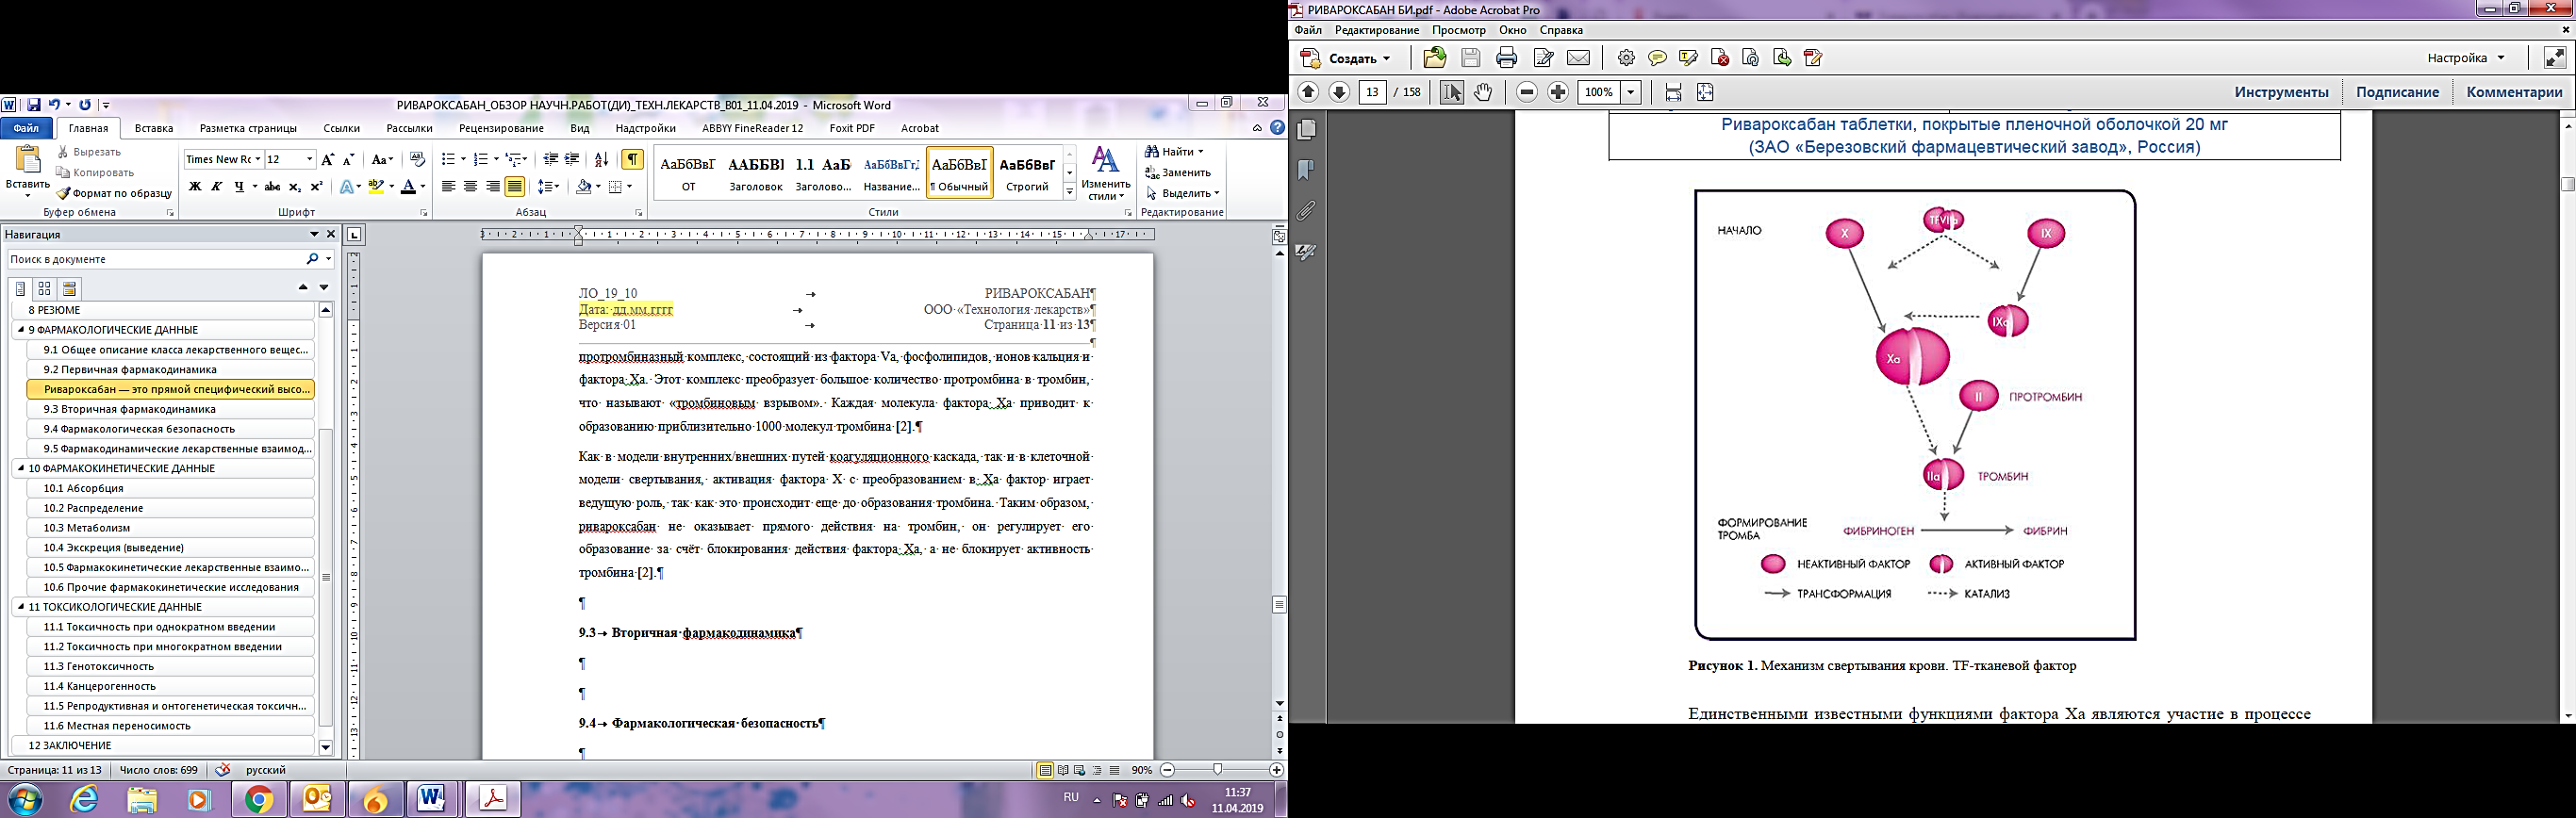 РИВАРОКСАБАН_ОБЗОР НАУЧН.РАБОТ(ДИ)_ТЕХН.ЛЕКАРСТВ_В01_11.04.2019 - Microsoft Word
Файл
Главная
Вставка
Разметка страницы
Ссылки
Рассылки
Рецензирование
Вид
Надстройки
ABBYY FineReader 12
Foxit PDF
Acrobat
Вставить
Вырезать
Копировать
Формат по образцу
Буфер обмена
Times New Rc
12
Шрифт
Абзац
АаБбВвГ
ОТ
ААББВІ
Заголовок
1.1 АаБ
Заголово...
АаБбВвГг,
Название...
АаБбВвГ
¶ Обычный
АаБбВвГ
Строгий
Изменить
стили
Стили
Найти
Заменить
Выделить
Редактирование
Навигация
Поиск в документе
8 РЕЗЮМЕ
9 ФАРМАКОЛОГИЧЕСКИЕ ДАННЫЕ
9.1 Общее описание класса лекарственного вещес...
9.2 Первичная фармакодинамика
Ривароксабан — это прямой специфический высо...
9.3 Вторичная фармакодинамика
9.4 Фармакологическая безопасность
9.5 Фармакодинамические лекарственные взаимод...
10 ФАРМАКОКИНЕТИЧЕСКИЕ ДАННЫЕ
10.1 Абсорбция
10.2 Распределение
10.3 Метаболизм
10.4 Экскреция (выведение)
10.5 Фармакокинетические лекарственные взаимо...
10.6 Прочие фармакокинетические исследования
11 ТОКСИКОЛОГИЧЕСКИЕ ДАННЫЕ
11.1 Токсичность при однократном введении
11.2 Токсичность при многократном введении
11.3 Генотоксичность
11.4 Канцерогенность
11.5 Репродуктивная и онтогенетическая токсичн...
11.6 Местная переносимость
12 ЗАКЛЮЧЕНИЕ
ЛО_19_10 → РИВАРОКСАБАН¶
Дата: дд.мм.гггг → ООО «Технология лекарств»¶
Версия 01 → Страница 11 из 13¶
¶
протромбиназный комплекс, состоящий из фактора Va, фосфолипидов, ионов кальция и
фактора Xa. Этот комплекс преобразует большое количество протромбина в тромбин,
что называют «тромбиновым взрывом». Каждая молекула фактора Xa приводит к
образованию приблизительно 1000 молекул тромбина [2].¶
Как в модели внутренних/внешних путей коагуляционного каскада, так и в клеточной
модели свертывания, активация фактора X с преобразованием в Xa фактор играет
ведущую роль, так как это происходит еще до образования тромбина. Таким образом,
ривароксабан не оказывает прямого действия на тромбин, он регулирует его
образование за счёт блокирования действия фактора Xa, а не блокирует активность
тромбина [2].¶
¶
9.3→ Вторичная фармакодинамика¶
¶
¶
9.4→ Фармакологическая безопасность¶
¶
Страница: 11 из 13
Число слов: 699
русский
90%
RU
11:37
11.04.2019
РИВАРОКСАБАН БИ.pdf - Adobe Acrobat Pro
Файл Редактирование Просмотр Окно Справка
Создать
Настройка
13 / 158
100%
Инструменты
Подписание
Комментарии
Ривароксабан таблетки, покрытые пленочной оболочкой 20 мг
(ЗАО «Березовский фармацевтический завод», Россия)
НАЧАЛО
X
TFVIIa
IX
IXa
Xa
II
ПРОТРОМБИН
IIa
ТРОМБИН
ФОРМИРОВАНИЕ
ТРОМБА
ФИБРИНОГЕН
ФИБРИН
НЕАКТИВНЫЙ ФАКТОР
АКТИВНЫЙ ФАКТОР
ТРАНСФОРМАЦИЯ
КАТАЛИЗ
Рисунок 1. Механизм свертывания крови. TF-тканевой фактор
Единственными известными функциями фактора Ха являются участие в процессе